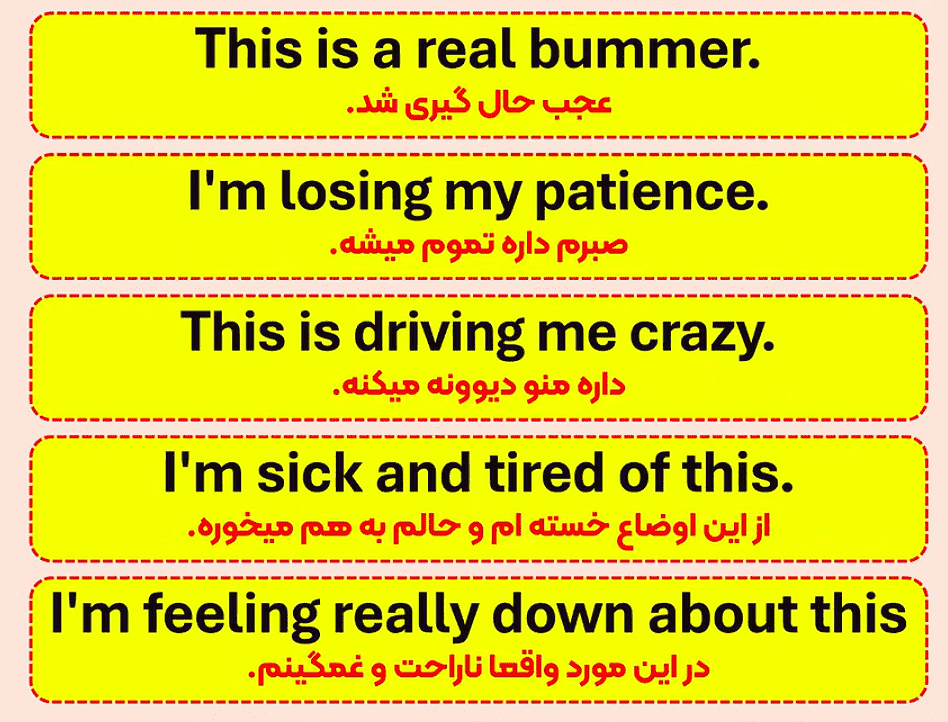 This is a real bummer.
عجب حال گیری شد.
I'm losing my patience.
صبرم داره تموم میشه.
This is driving me crazy.
داره منو دیوونه میکنه.
I'm sick and tired of this.
از این اوضاع خسته ام و حالم به هم میخوره.
I'm feeling really down about this
در این مورد واقعا ناراحت و غمگینم.